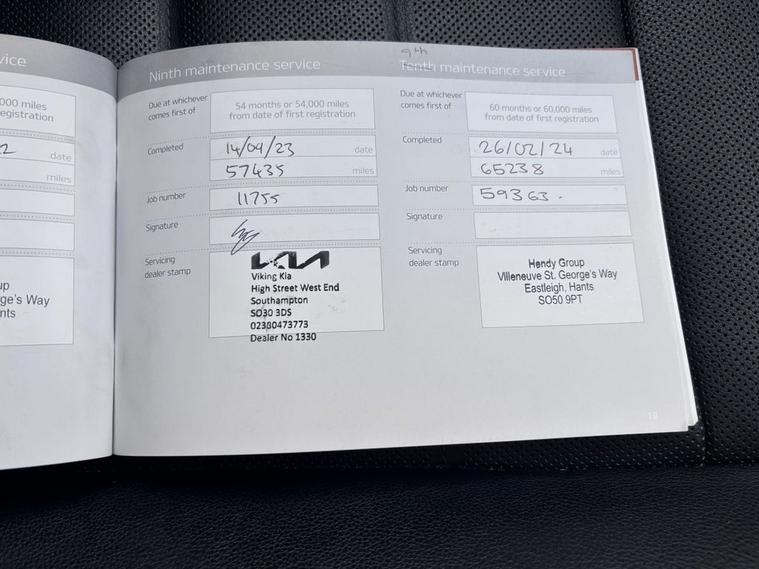 vice
000 miles
egistration
2 date
miles
up
ge's Way
nts
Ninth maintenance service
Due at whichever
comes first of
54 months or 54,000 miles
from date of first registration
Completed
14/09/23 date
57435 miles
Job number
11755
Signature
Servicing
dealer stamp
KIA
Viking Kia
High Street West End
Southampton
SO30 3DS
02380473773
Dealer No 1330
9th
Tenth maintenance service
Due at whichever
comes first of
60 months or 60,000 miles
from date of first registration
Completed
26/02/24 date
65238 miles
Job number
59363.
Signature
Servicing
dealer stamp
Hendy Group
Villeneuve St. George's Way
Eastleigh, Hants
SO50 9PT